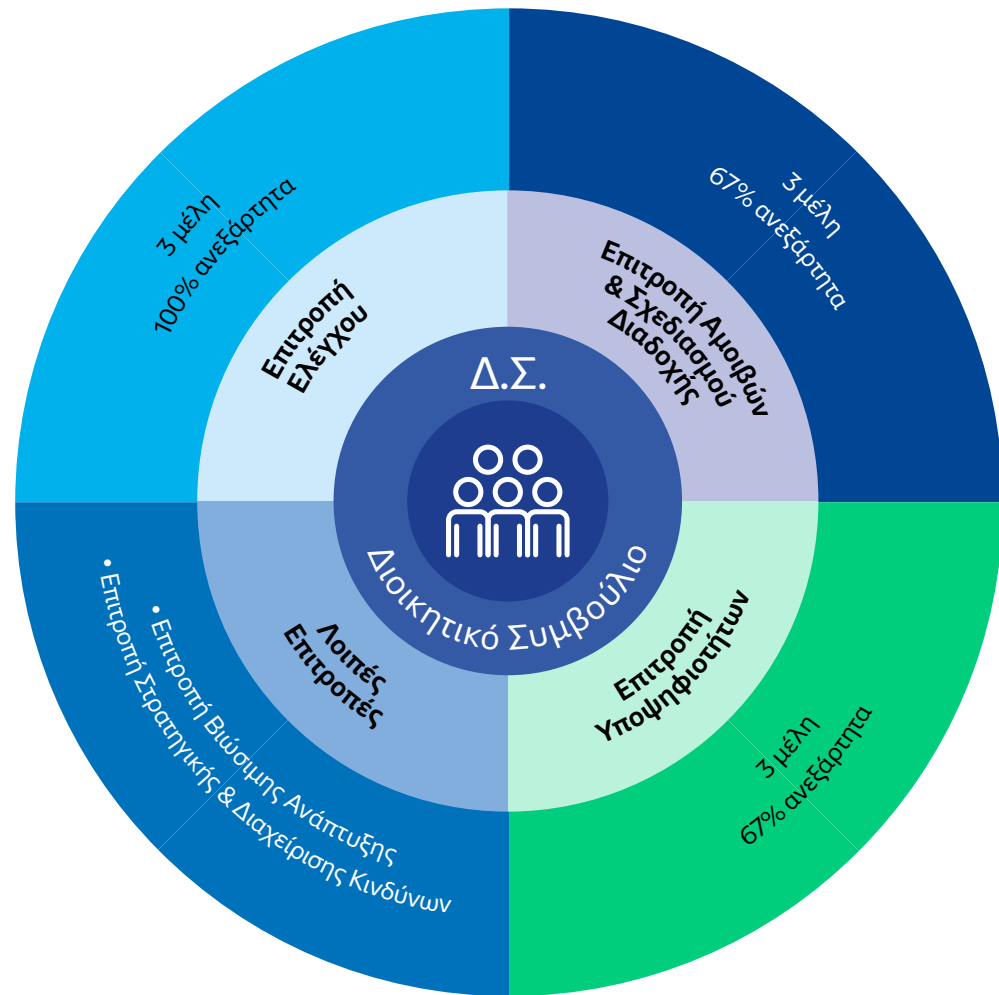 Δ.Σ.
Διοικητικό Συμβούλιο
Επιτροπή
Ελέγχου
3 μέλη
100% ανεξάρτητα
Επιτροπή Αμοιβών
& Σχεδιασμού
Διαδοχής
3 μέλη
67% ανεξάρτητα
Επιτροπή
Υποψηφιοτήτων
3 μέλη
67% ανεξάρτητα
Λοιπές
Επιτροπές
• Επιτροπή Βιώσιμης Ανάπτυξης
• Επιτροπή Στρατηγικής & Διαχείρισης Κινδύνων